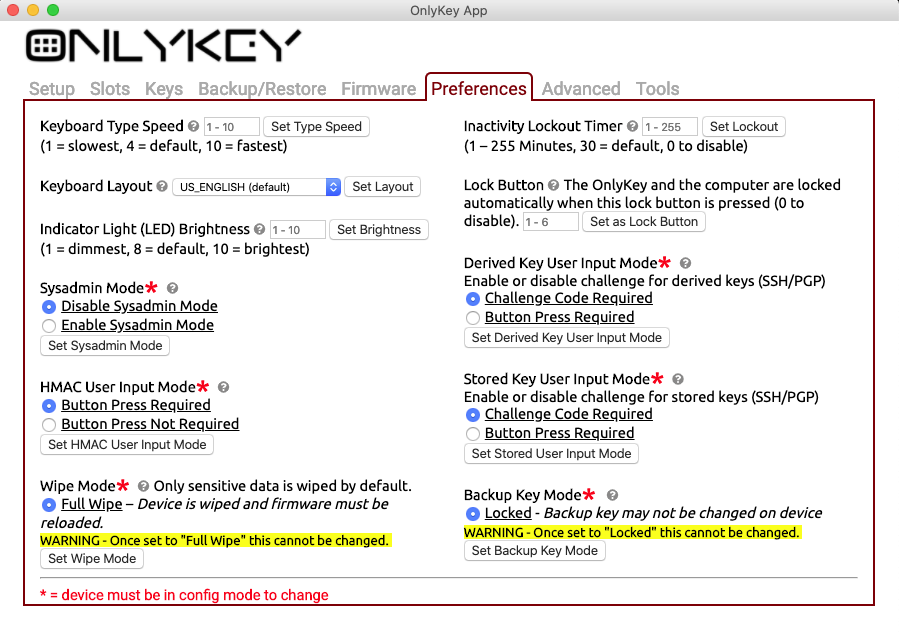 OnlyKey App
ONLYKEY
Setup Slots Keys Backup/Restore Firmware Preferences Advanced Tools
Keyboard Type Speed ? 1 - 10 Set Type Speed
(1 = slowest, 4 = default, 10 = fastest)
Keyboard Layout ? US_ENGLISH (default) Set Layout
Indicator Light (LED) Brightness ? 1 - 10 Set Brightness
(1 = dimmest, 8 = default, 10 = brightest)
Sysadmin Mode* ?
Disable Sysadmin Mode
Enable Sysadmin Mode
Set Sysadmin Mode
HMAC User Input Mode* ?
Button Press Required
Button Press Not Required
Set HMAC User Input Mode
Wipe Mode* ? Only sensitive data is wiped by default.
Full Wipe – Device is wiped and firmware must be
reloaded.
WARNING - Once set to "Full Wipe" this cannot be changed.
Set Wipe Mode
Inactivity Lockout Timer ? 1 - 255 Set Lockout
(1 – 255 Minutes, 30 = default, 0 to disable)
Lock Button ? The OnlyKey and the computer are locked
automatically when this lock button is pressed (0 to
disable). 1 - 6 Set as Lock Button
Derived Key User Input Mode* ?
Enable or disable challenge for derived keys (SSH/PGP)
Challenge Code Required
Button Press Required
Set Derived Key User Input Mode
Stored Key User Input Mode* ?
Enable or disable challenge for stored keys (SSH/PGP)
Challenge Code Required
Button Press Required
Set Stored User Input Mode
Backup Key Mode* ?
Locked - Backup key may not be changed on device
WARNING - Once set to "Locked" this cannot be changed.
Set Backup Key Mode
* = device must be in config mode to change